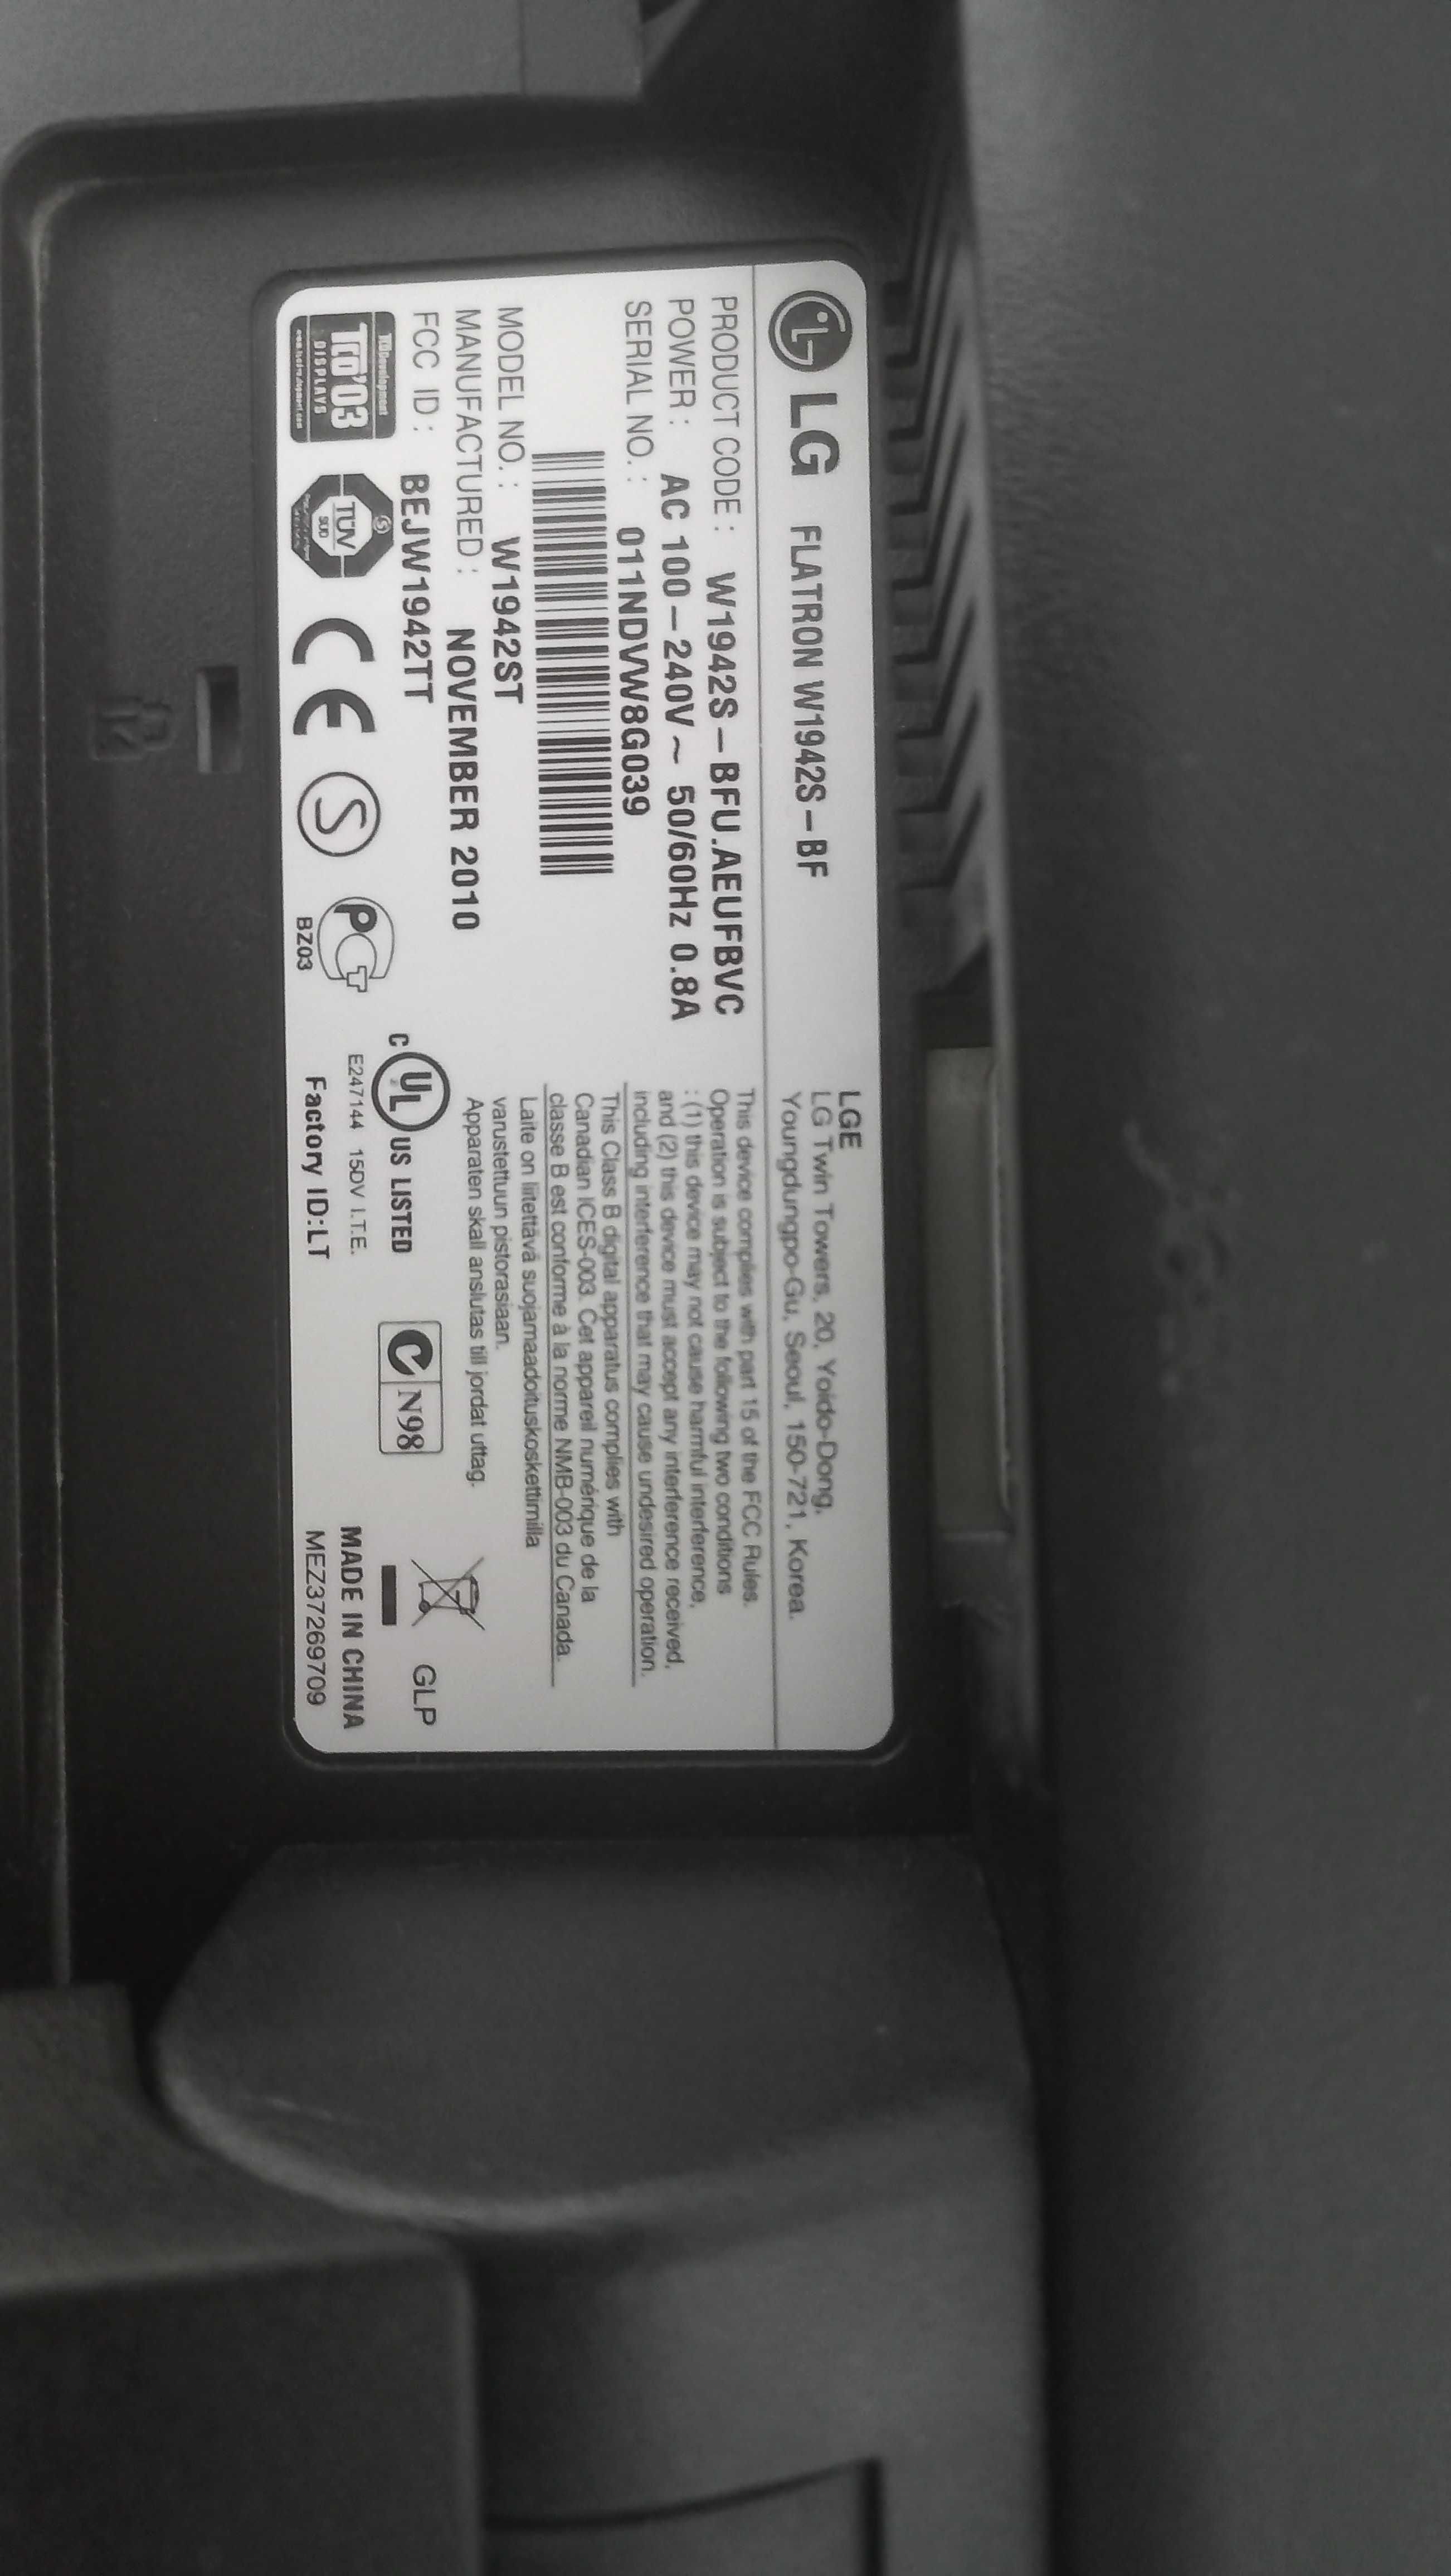 LG FLATRON W1942S-BF
LGE
LG Twin Towers, 20, Yoido-Dong,
Youngdungpo-Gu, Seoul, 150-721, Korea.
PRODUCT CODE : W1942S-BFU.AEUFBVC
POWER : AC 100-240V~ 50/60Hz 0.8A
SERIAL NO. : 011NDVW8G039
MODEL NO. : W1942ST
MANUFACTURED : NOVEMBER 2010
FCC ID : BEJW1942TT
This device complies with part 15 of the FCC Rules.
Operation is subject to the following two conditions
: (1) this device may not cause harmful interference,
and (2) this device must accept any interference received,
including interference that may cause undesired operation.
This Class B digital apparatus complies with
Canadian ICES-003. Cet appareil numérique de la
classe B est conforme à la norme NMB-003 du Canada.
Laite on liitettävä suojamaadoituskoskettimilla
varustettuun pistorasiaan.
Apparaten skall anslutas till jordat uttag.
TCO Development
TCO'03
DISPLAYS
TÜV
SÜD
CE
S
PCT
BZ03
C UL US LISTED
E247144 15DV I.T.E.
Factory ID:LT
N98
GLP
MADE IN CHINA
MEZ37269709